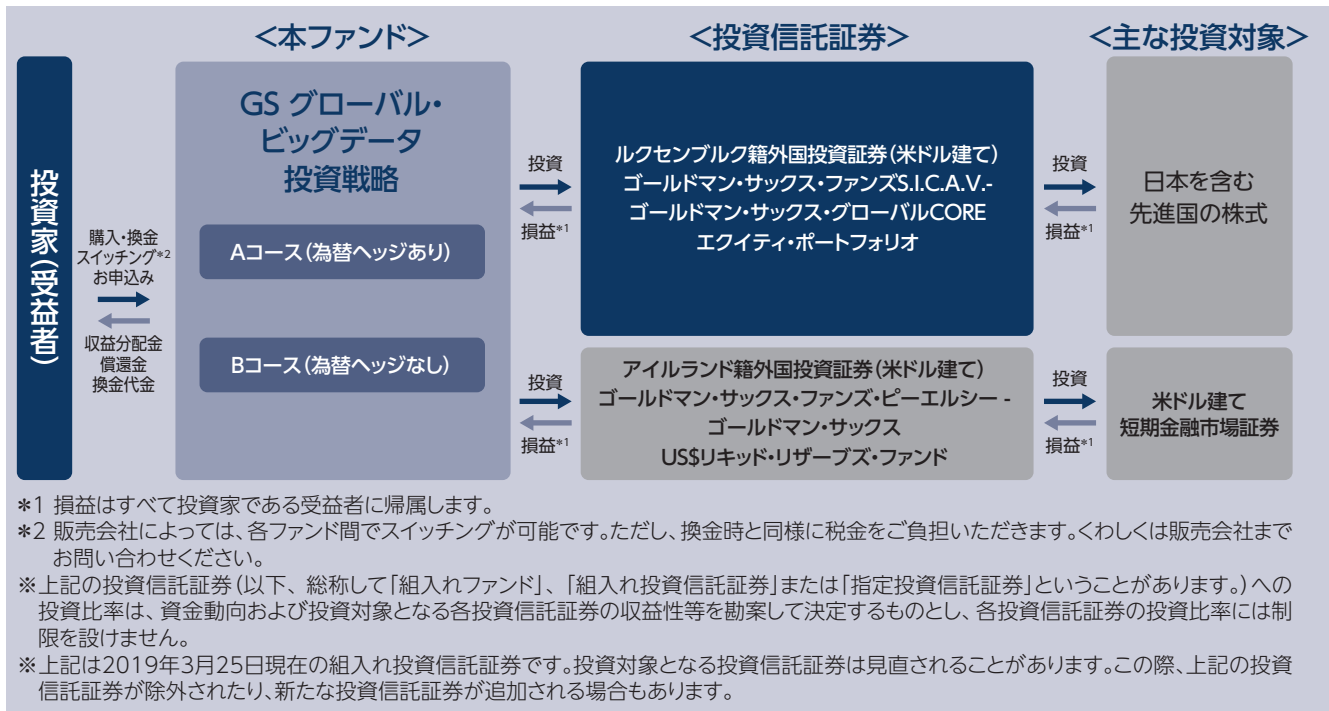 <本ファンド>
<投資信託証券>
<主な投資対象>
投資家(受益者)
購入・換金
スイッチング*2
お申込み
収益分配金
償還金
換金代金
GS グローバル・
ビッグデータ
投資戦略
Aコース(為替ヘッジあり)
Bコース(為替ヘッジなし)
投資
損益*1
ルクセンブルク籍外国投資証券(米ドル建て)
ゴールドマン・サックス・ファンズS.I.C.A.V.-
ゴールドマン・サックス・グローバルCORE
エクイティ・ポートフォリオ
投資
損益*1
日本を含む
先進国の株式
投資
損益*1
アイルランド籍外国投資証券(米ドル建て)
ゴールドマン・サックス・ファンズ・ピーエルシー -
ゴールドマン・サックス
US$リキッド・リザーブズ・ファンド
投資
損益*1
米ドル建て
短期金融市場証券
*1 損益はすべて投資家である受益者に帰属します。
*2 販売会社によっては、各ファンド間でスイッチングが可能です。ただし、換金時と同様に税金をご負担いただきます。くわしくは販売会社まで
お問い合わせください。
※上記の投資信託証券(以下、総称して「組入れファンド」、「組入れ投資信託証券」または「指定投資信託証券」ということがあります。)への
投資比率は、資金動向および投資対象となる各投資信託証券の収益性等を勘案して決定するものとし、各投資信託証券の投資比率には制
限を設けません。
※上記は2019年3月25日現在の組入れ投資信託証券です。投資対象となる投資信託証券は見直されることがあります。この際、上記の投資
信託証券が除外されたり、新たな投資信託証券が追加される場合もあります。